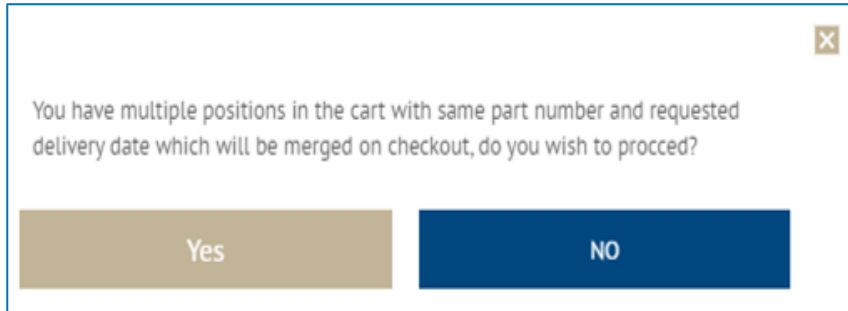 X
You have multiple positions in the cart with same part number and requested
delivery date which will be merged on checkout, do you wish to procced?
Yes
NO